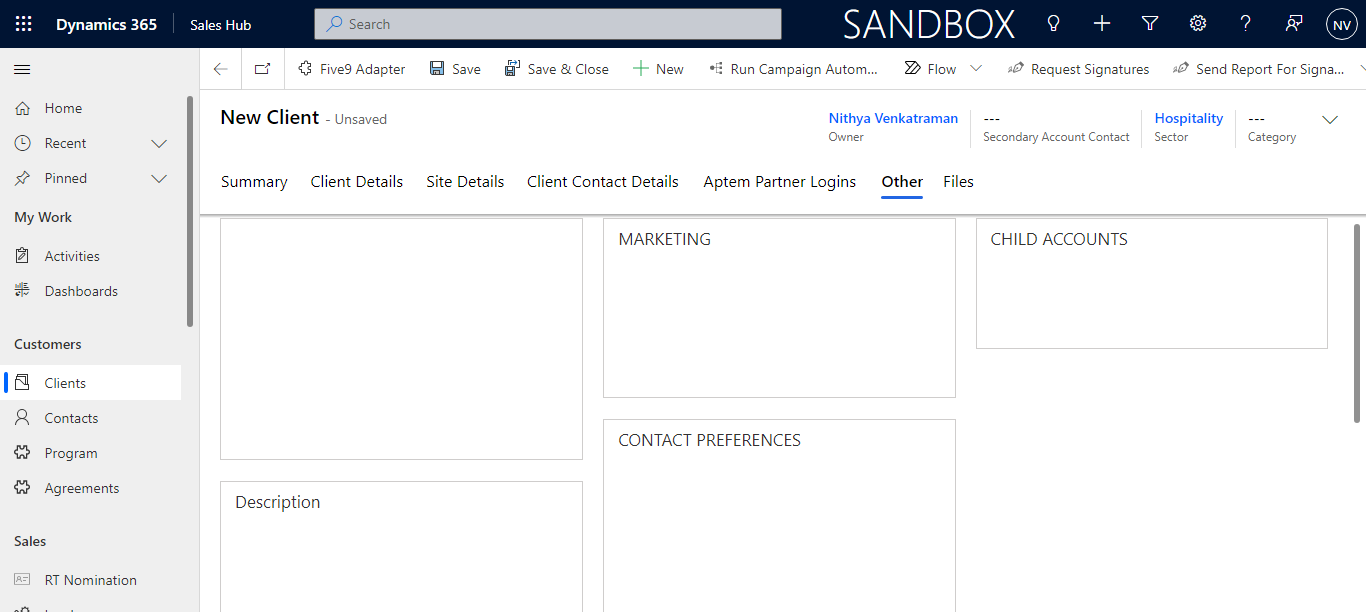 Dynamics 365
Sales Hub
Search
SANDBOX
NV
Five9 Adapter
Save
Save & Close
New
Run Campaign Autom...
Flow
Request Signatures
Send Report For Signa...
Home
Recent
Pinned
My Work
Activities
Dashboards
Customers
Clients
Contacts
Program
Agreements
Sales
RT Nomination
New Client - Unsaved
Nithya Venkatraman
Owner
---
Secondary Account Contact
Hospitality
Sector
---
Category
Summary
Client Details
Site Details
Client Contact Details
Aptem Partner Logins
Other
Files
MARKETING
CHILD ACCOUNTS
CONTACT PREFERENCES
Description